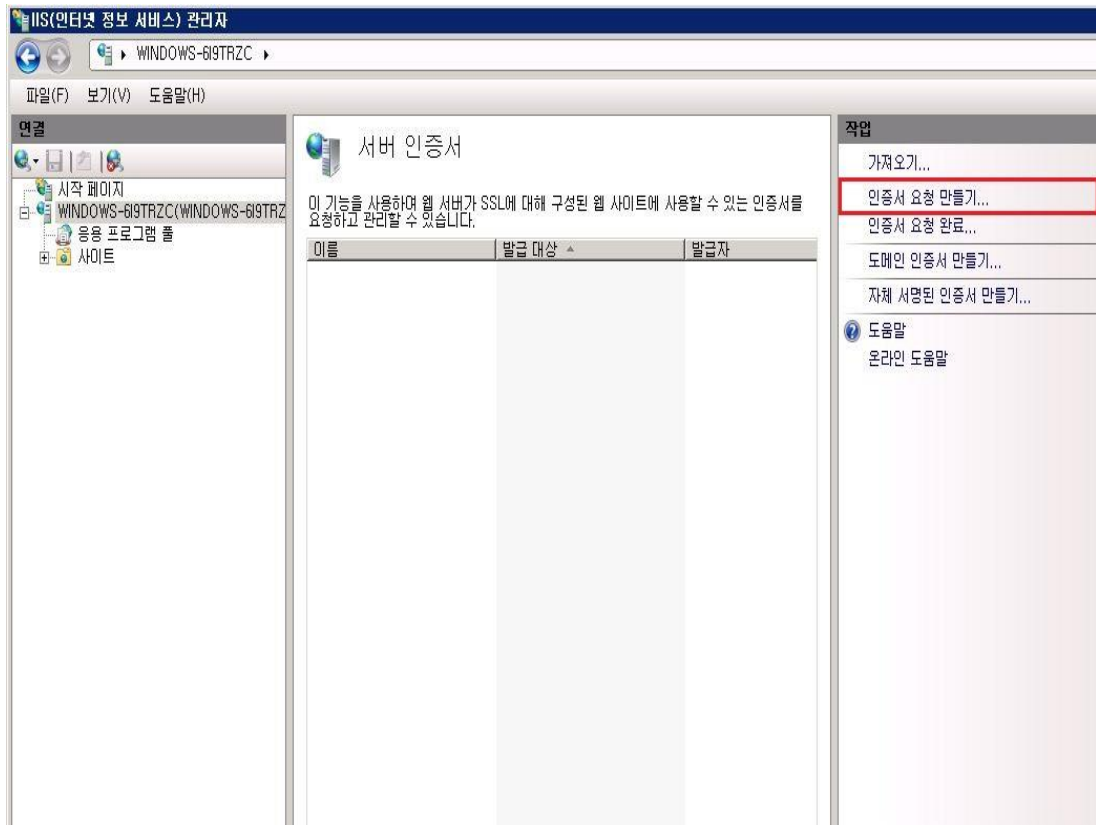 IIS(인터넷 정보 서비스) 관리자
WINDOWS-6I9TRZC
파일(F) 보기(V) 도움말(H)
연결
시작 페이지
WINDOWS-6I9TRZC(WINDOWS-6I9TRZ
응용 프로그램 풀
사이트
서버 인증서
이 기능을 사용하여 웹 서버가 SSL에 대해 구성된 웹 사이트에 사용할 수 있는 인증서를
요청하고 관리할 수 있습니다.
이름 발급 대상 발급자
작업
가져오기...
인증서 요청 만들기...
인증서 요청 완료...
도메인 인증서 만들기...
자체 서명된 인증서 만들기...
도움말
온라인 도움말